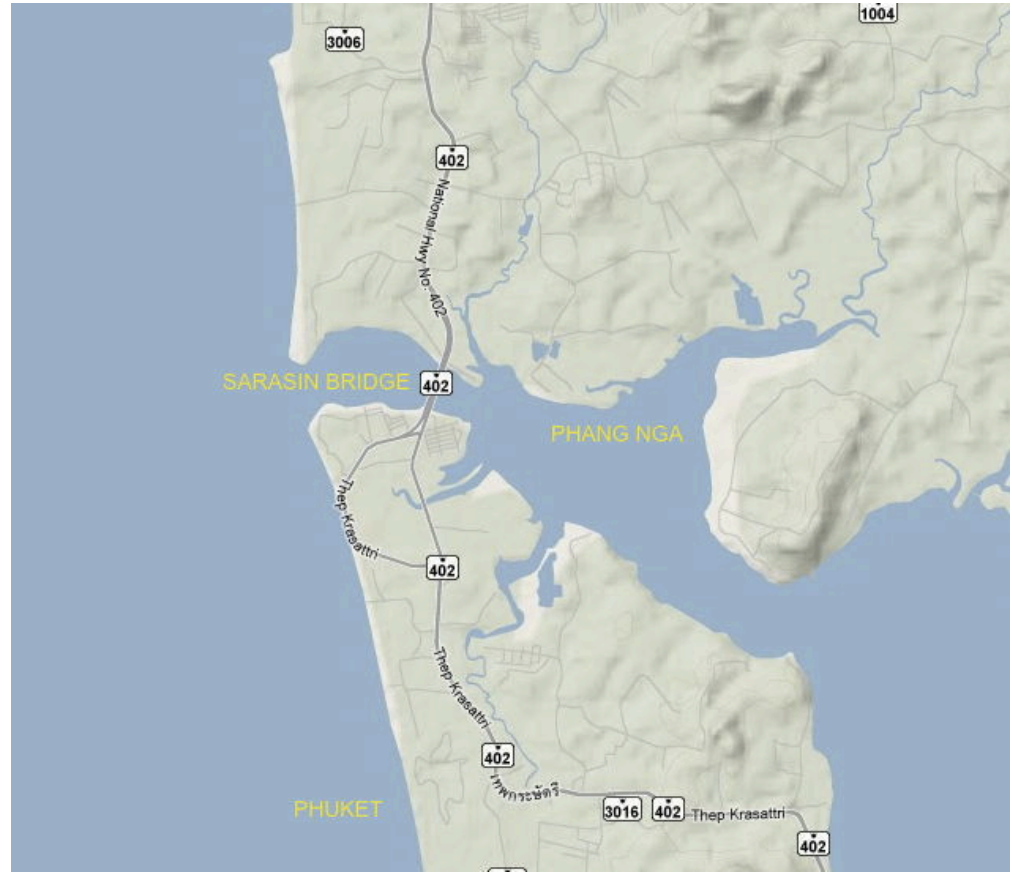 1004
3006
402
National Hwy No. 402
SARASIN BRIDGE
402
PHANG NGA
Thep Krasattri
402
Thep Krasattri
402
เทพกระษัตรี
PHUKET
3016
402
Thep Krasattri
402